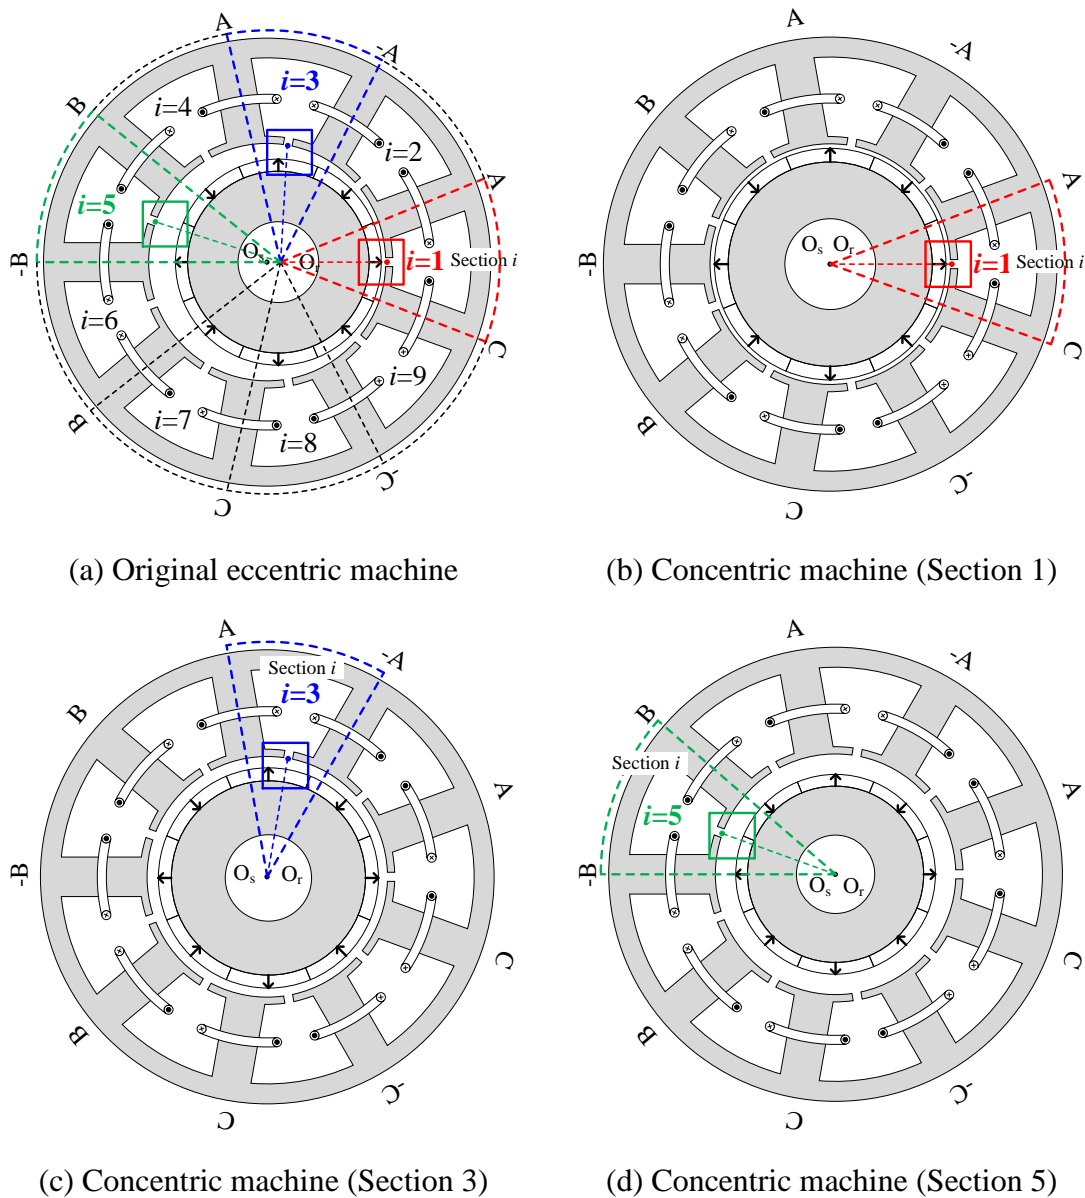 A
-A
B
i=4
i=3
i=2
A
i=5
Os
Or
i=1
Section i
-B
i=6
i=9
C
B
i=7
i=8
-C
C
(a) Original eccentric machine
A
-A
B
A
Os Or
i=1
Section i
-B
C
B
-C
C
(b) Concentric machine (Section 1)
A
-A
Section i
i=3
B
A
Os Or
-B
C
B
-C
C
(c) Concentric machine (Section 3)
A
-A
B
Section i
A
i=5
Os Or
-B
C
B
-C
C
(d) Concentric machine (Section 5)